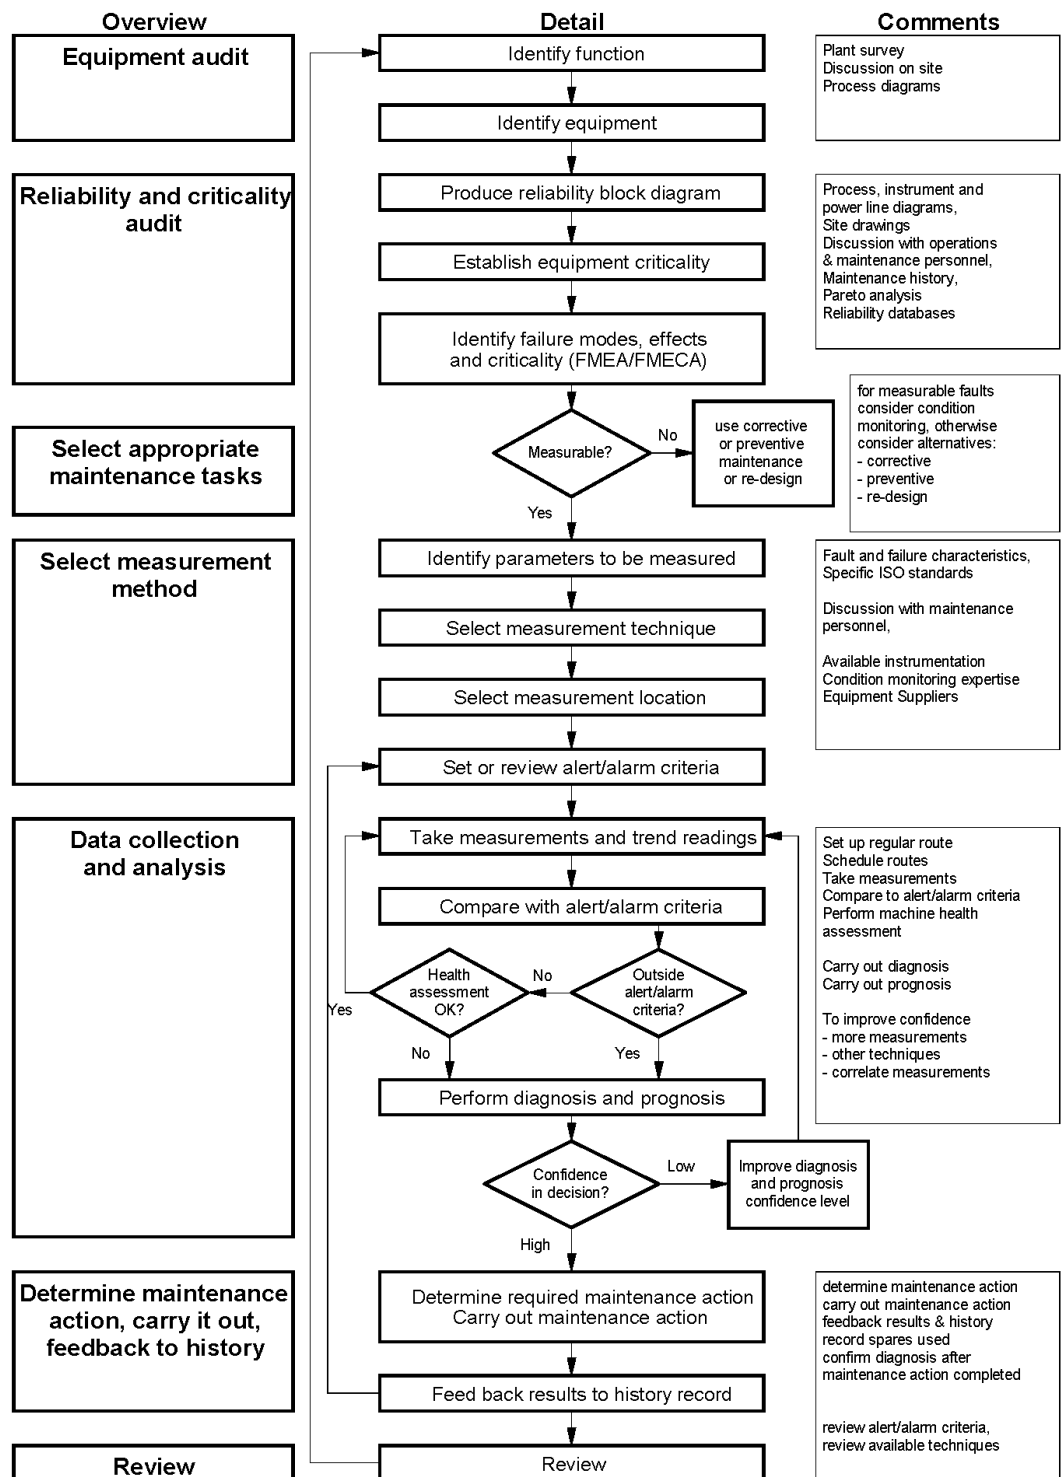 Overview
Detail
Comments
Equipment audit
Identify function
Plant survey
Discussion on site
Process diagrams
Identify equipment
Reliability and criticality
audit
Produce reliability block diagram
Establish equipment criticality
Identify failure modes, effects
and criticality (FMEA/FMECA)
Process, instrument and
power line diagrams,
Site drawings
Discussion with operations
& maintenance personnel,
Maintenance history,
Pareto analysis
Reliability databases
Select appropriate
maintenance tasks
Measurable?
No
use corrective
or preventive
maintenance
or re-design
Yes
for measurable faults
consider condition
monitoring, otherwise
consider alternatives:
- corrective
- preventive
- re-design
Select measurement
method
Identify parameters to be measured
Select measurement technique
Select measurement location
Set or review alert/alarm criteria
Fault and failure characteristics,
Specific ISO standards
Discussion with maintenance
personnel,
Available instrumentation
Condition monitoring expertise
Equipment Suppliers
Data collection
and analysis
Take measurements and trend readings
Compare with alert/alarm criteria
Health
assessment
OK?
No
Outside
alert/alarm
criteria?
Yes
No
Yes
Perform diagnosis and prognosis
Confidence
in decision?
Low
Improve diagnosis
and prognosis
confidence level
High
Set up regular route
Schedule routes
Take measurements
Compare to alert/alarm criteria
Perform machine health
assessment
Carry out diagnosis
Carry out prognosis
To improve confidence
- more measurements
- other techniques
- correlate measurements
Determine maintenance
action, carry it out,
feedback to history
Determine required maintenance action
Carry out maintenance action
Feed back results to history record
determine maintenance action
carry out maintenance action
feedback results & history
record spares used
confirm diagnosis after
maintenance action completed
review alert/alarm criteria,
review available techniques
Review
Review